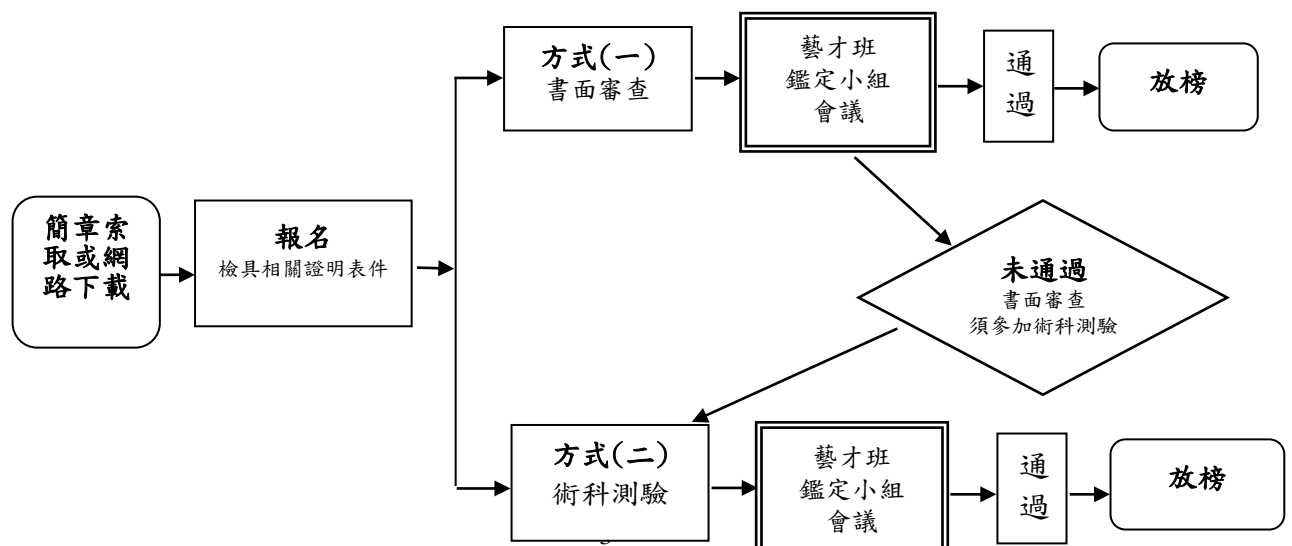 簡章索
取或網
路下載
報名
檢具相關證明表件
方式(一)
書面審查
藝才班
鑑定小組
會議
通
過
放榜
未通過
書面審查
須參加術科測驗
方式(二)
術科測驗
藝才班
鑑定小組
會議
通
過
放榜